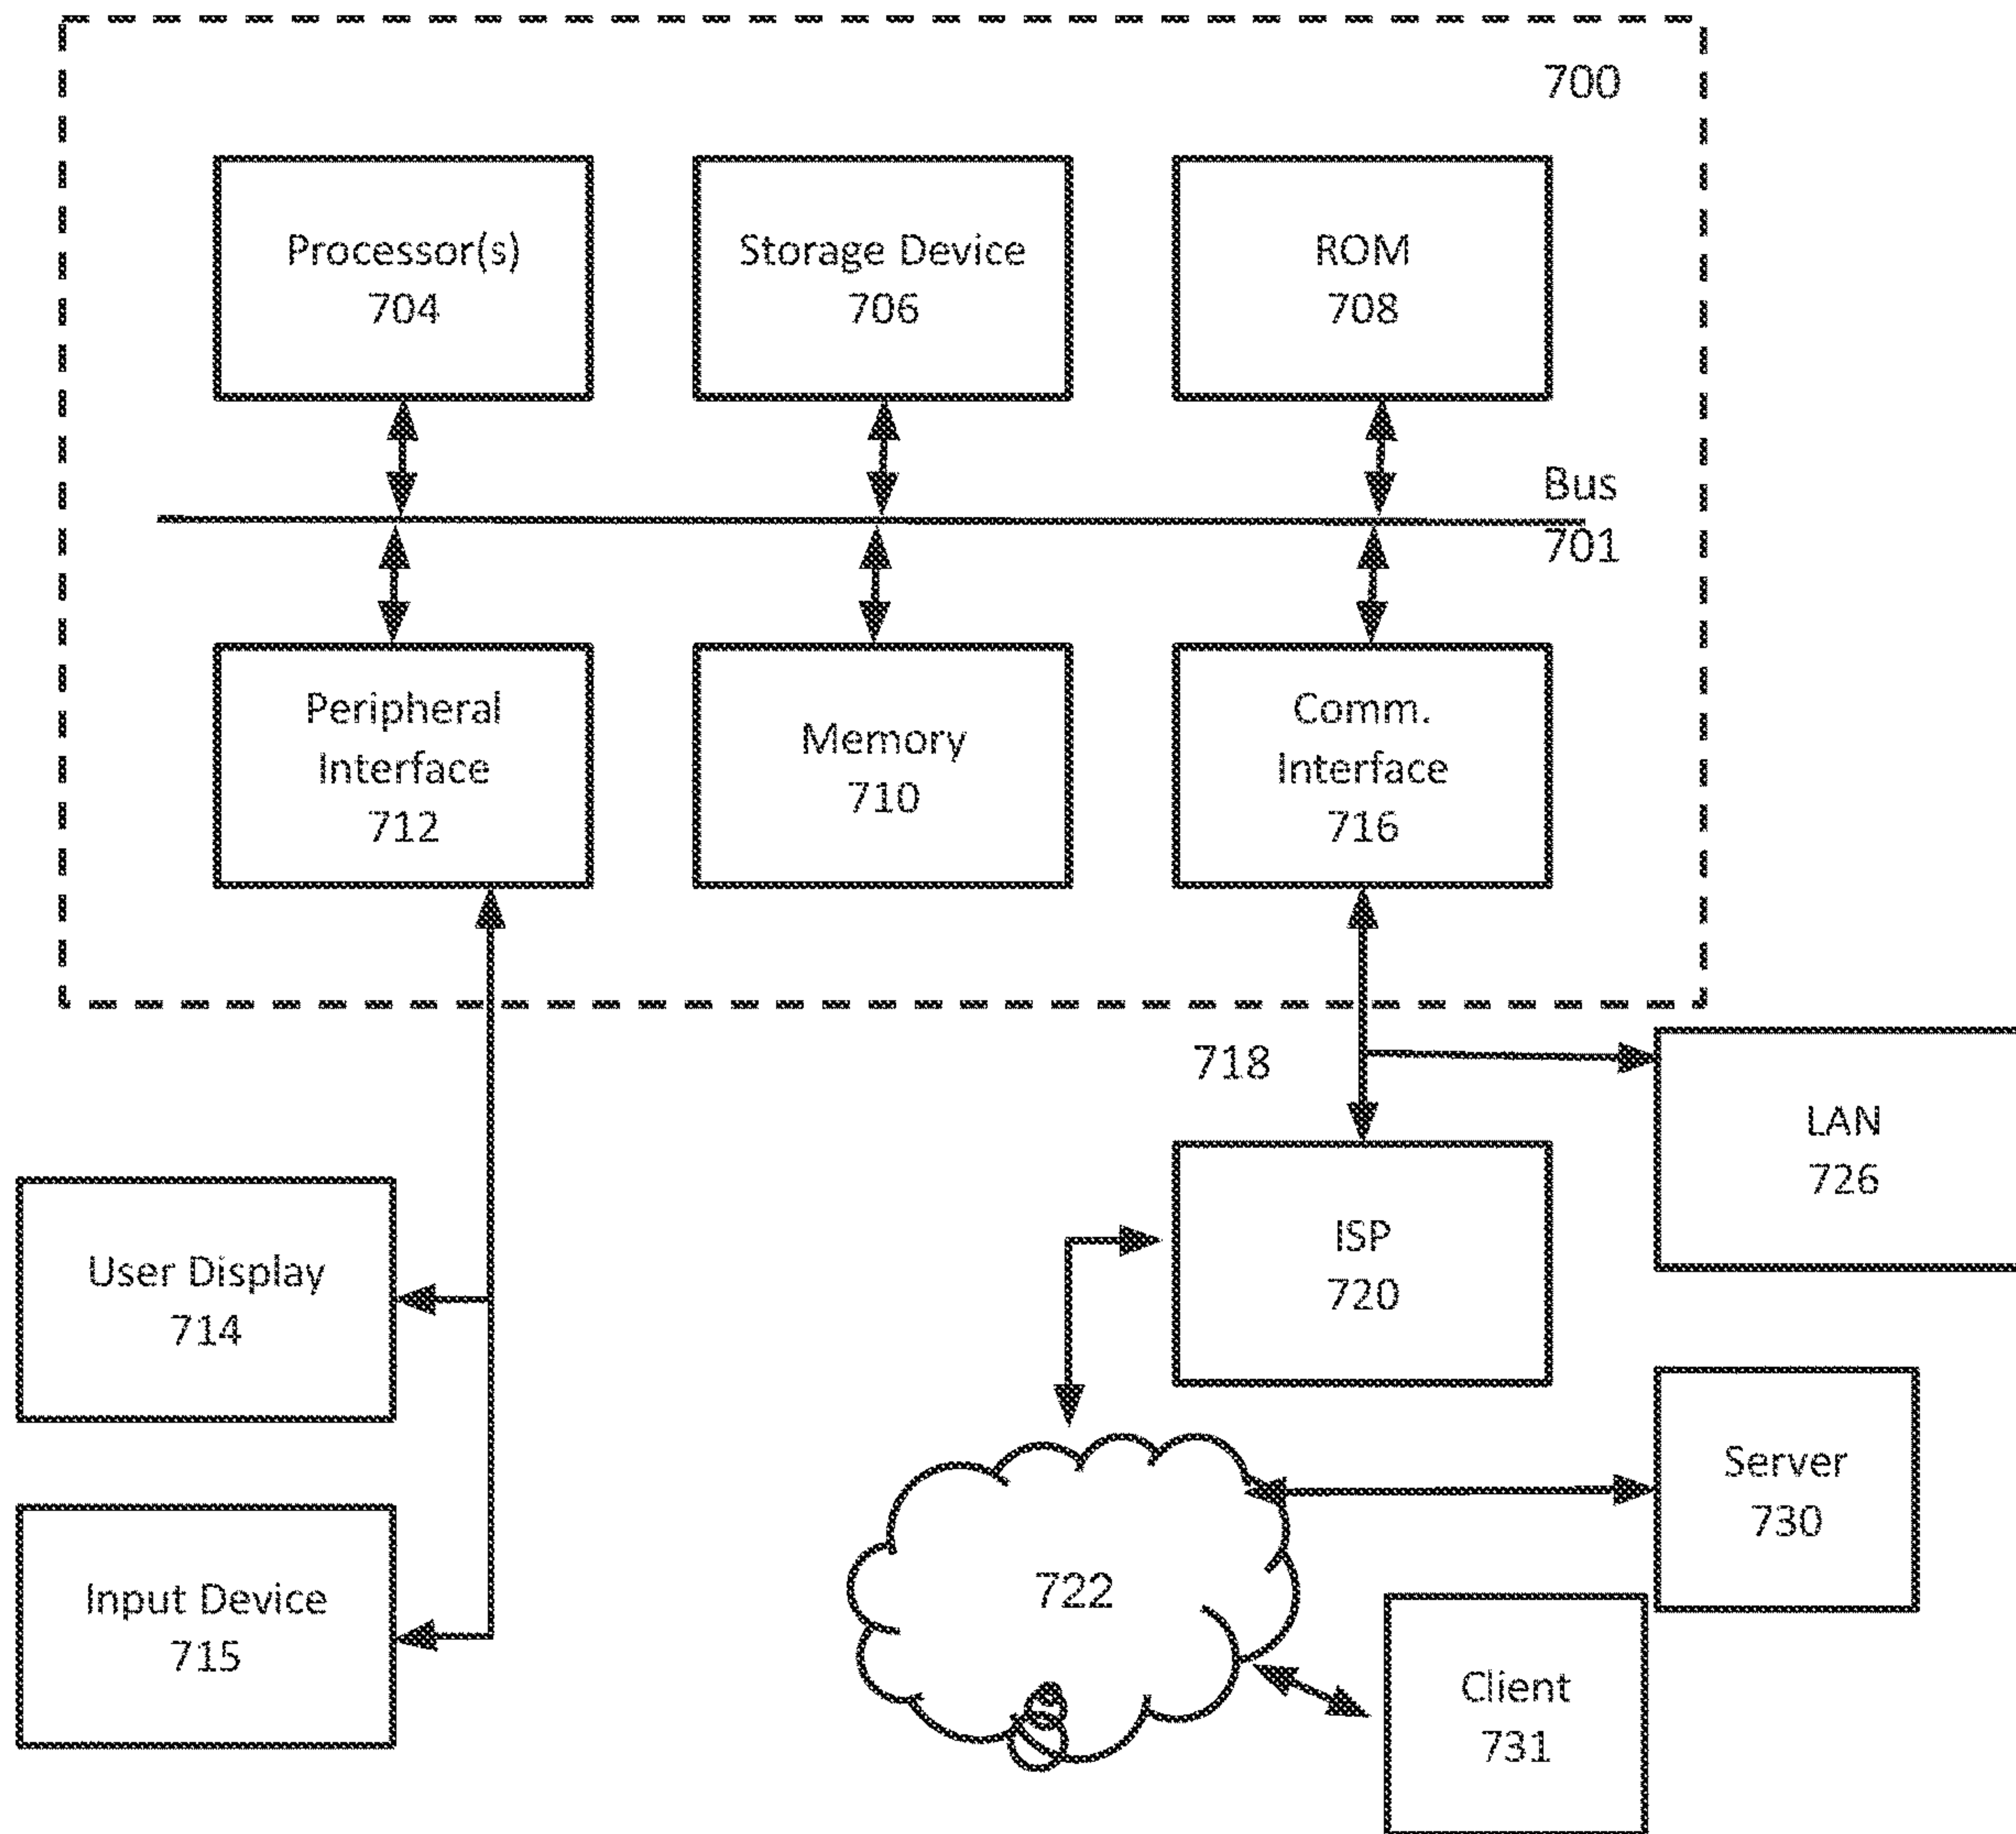 700
Processor(s)
704
Storage Device
706
ROM
708
Bus
701
Peripheral
Interface
712
Memory
710
Comm.
Interface
716
718
LAN
726
User Display
714
ISP
720
Server
730
Input Device
715
722
Client
731